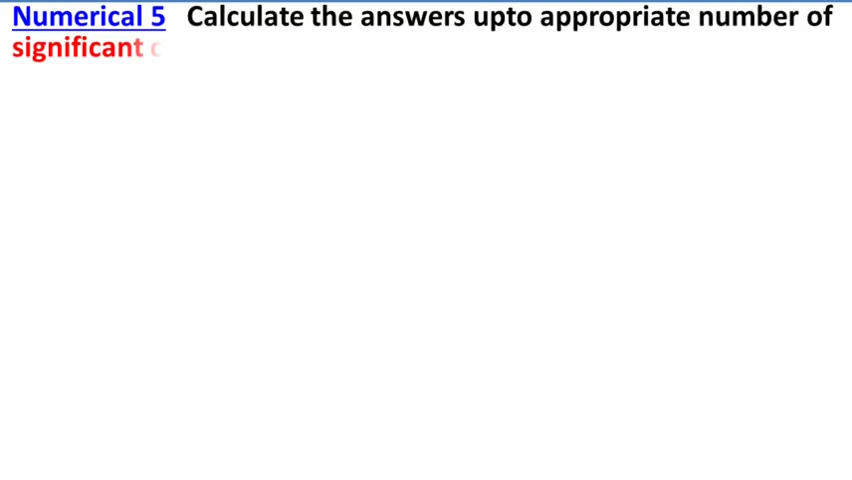 Numerical 5 Calculate the answers upto appropriate number of
significant